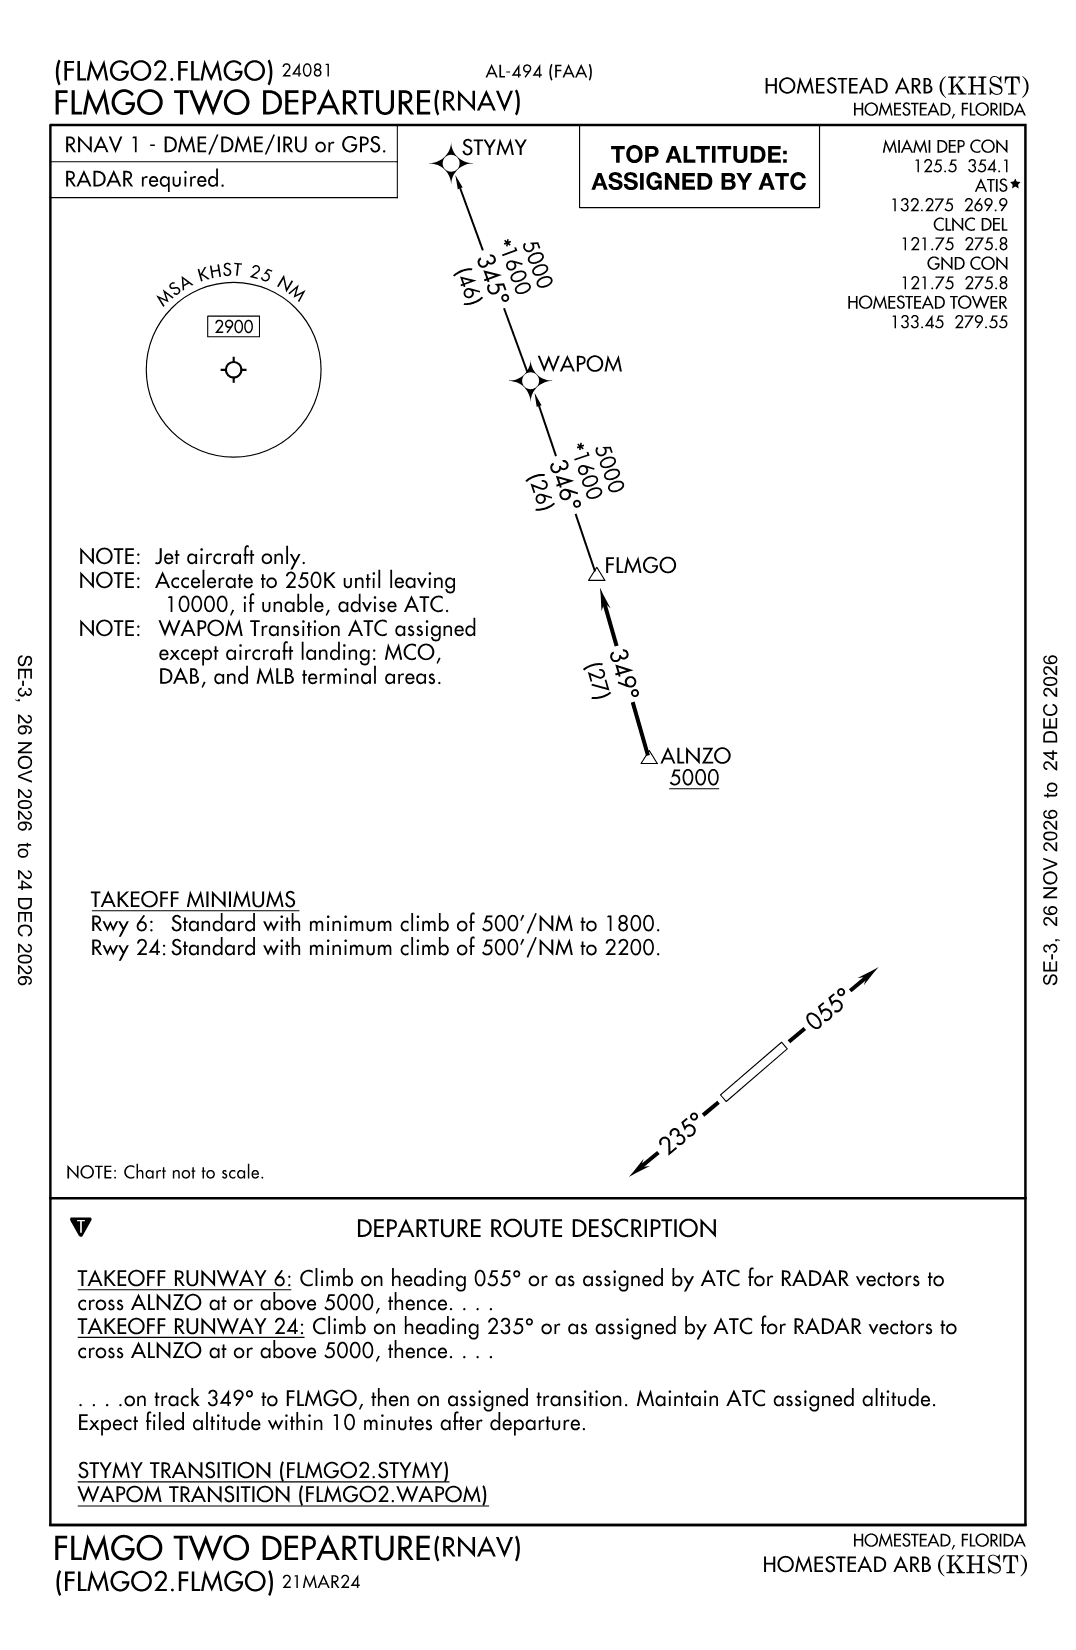 (FLMGO2.FLMGO) 24081
AL-494 (FAA)
HOMESTEAD ARB (KHST)
FLMGO TWO DEPARTURE(RNAV)
HOMESTEAD, FLORIDA
RNAV 1 - DME/DME/IRU or GPS.
RADAR required.
STYMY
TOP ALTITUDE:
ASSIGNED BY ATC
MIAMI DEP CON
125.5 354.1
ATIS★
132.275 269.9
CLNC DEL
121.75 275.8
GND CON
121.75 275.8
HOMESTEAD TOWER
133.45 279.55
MSA KHST 25 NM
2900
5000
*1600
345°
(46)
WAPOM
5000
*1600
346°
(26)
FLMGO
349°
(27)
ALNZO
5000
NOTE: Jet aircraft only.
NOTE: Accelerate to 250K until leaving
10000, if unable, advise ATC.
NOTE: WAPOM Transition ATC assigned
except aircraft landing: MCO,
DAB, and MLB terminal areas.
SE-3, 26 NOV 2026 to 24 DEC 2026
SE-3, 26 NOV 2026 to 24 DEC 2026
TAKEOFF MINIMUMS
Rwy 6: Standard with minimum climb of 500'/NM to 1800.
Rwy 24: Standard with minimum climb of 500'/NM to 2200.
055°
235°
NOTE: Chart not to scale.
T
DEPARTURE ROUTE DESCRIPTION
TAKEOFF RUNWAY 6: Climb on heading 055° or as assigned by ATC for RADAR vectors to
cross ALNZO at or above 5000, thence. . . .
TAKEOFF RUNWAY 24: Climb on heading 235° or as assigned by ATC for RADAR vectors to
cross ALNZO at or above 5000, thence. . . .
. . . .on track 349° to FLMGO, then on assigned transition. Maintain ATC assigned altitude.
Expect filed altitude within 10 minutes after departure.
STYMY TRANSITION (FLMGO2.STYMY)
WAPOM TRANSITION (FLMGO2.WAPOM)
FLMGO TWO DEPARTURE(RNAV)
HOMESTEAD, FLORIDA
(FLMGO2.FLMGO) 21MAR24
HOMESTEAD ARB (KHST)